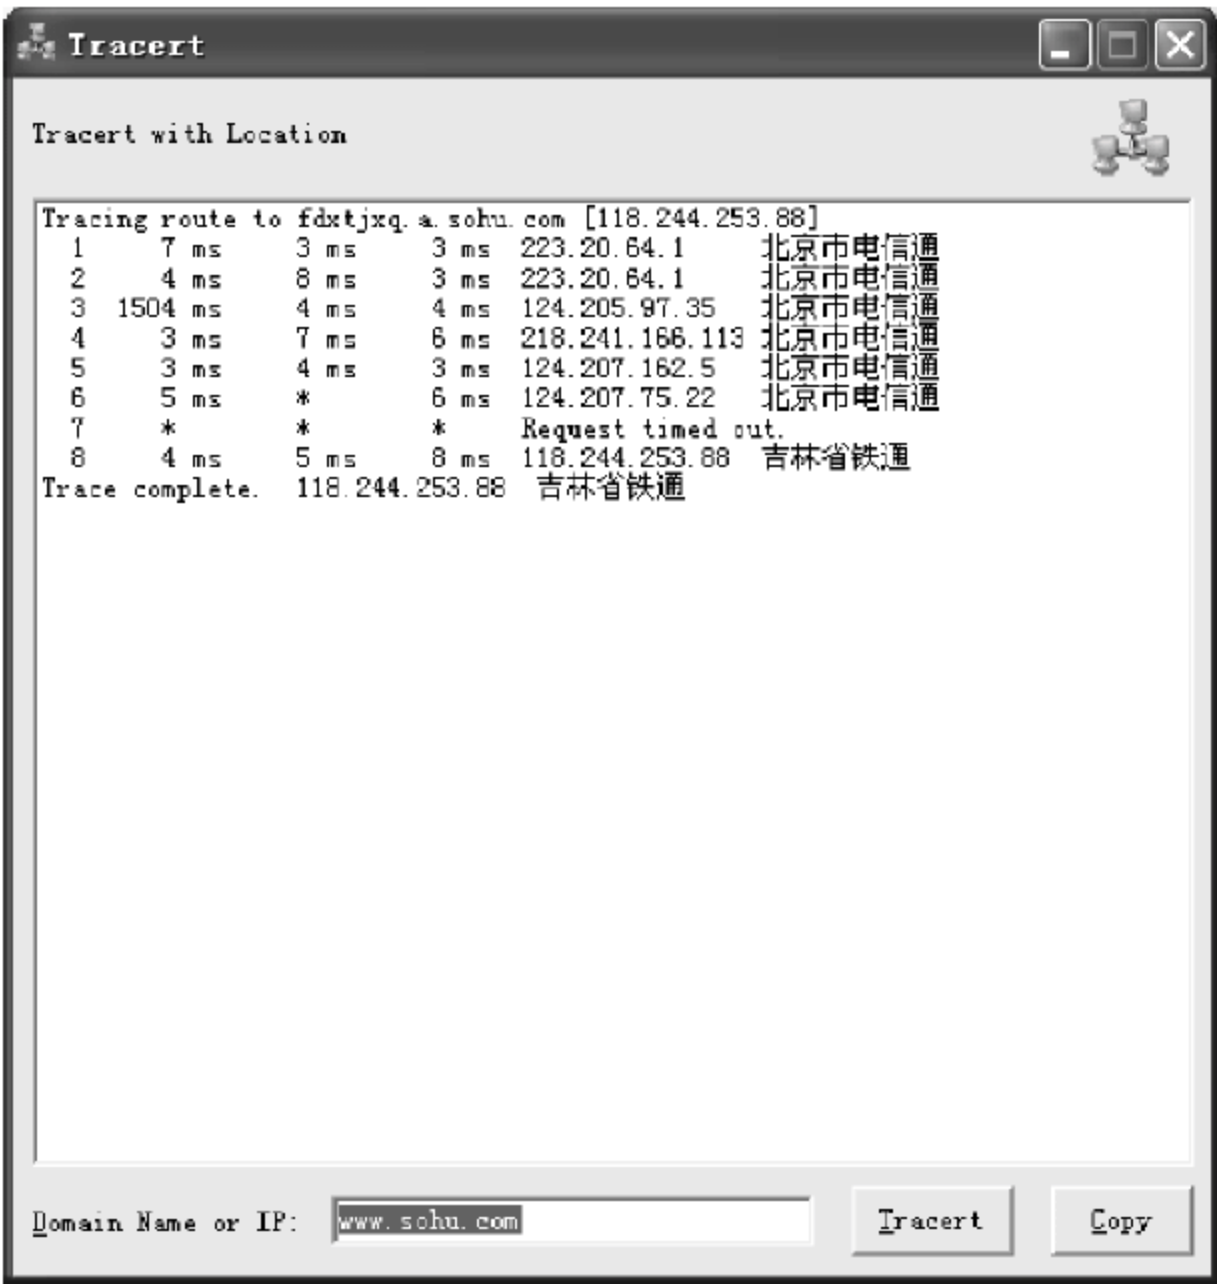 Tracert
Tracert with Location
Tracing route to fdxtjxq.a.sohu.com [118.244.253.88]
1 7 ms 3 ms 3 ms 223.20.64.1 北京市电信通
2 4 ms 8 ms 3 ms 223.20.64.1 北京市电信通
3 1504 ms 4 ms 4 ms 124.205.97.35 北京市电信通
4 3 ms 7 ms 6 ms 218.241.166.113 北京市电信通
5 3 ms 4 ms 3 ms 124.207.162.5 北京市电信通
6 5 ms * 6 ms 124.207.75.22 北京市电信通
7 * * * Request timed out.
8 4 ms 5 ms 8 ms 118.244.253.88 吉林省铁通
Trace complete. 118.244.253.88 吉林省铁通
Domain Name or IP: www.sohu.com Tracert Copy